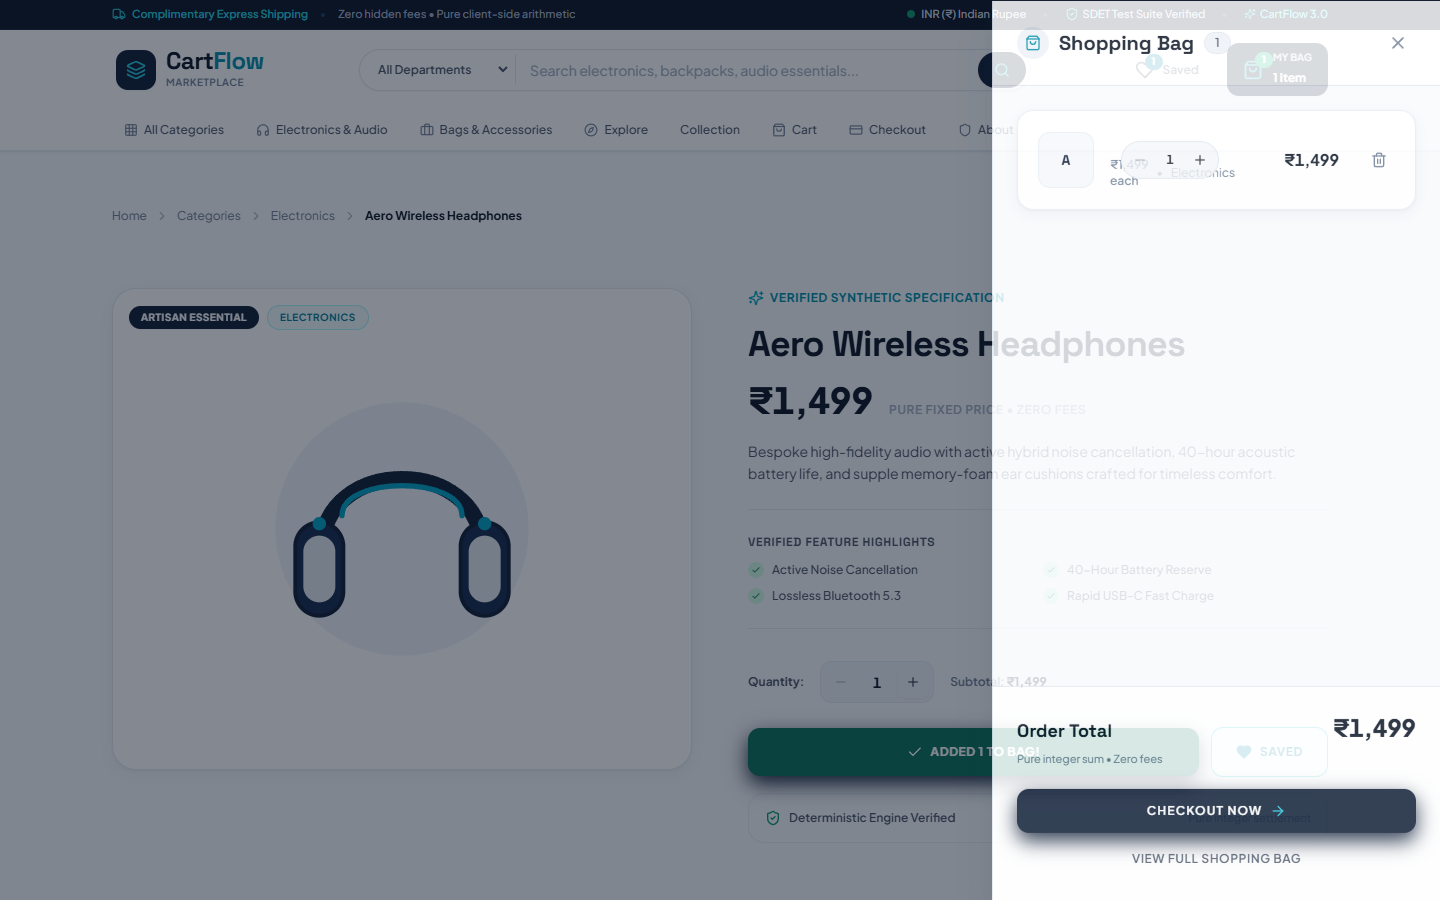 Complimentary Express Shipping • Zero hidden fees • Pure client-side arithmetic
INR (₹) Indian Rupee
SDET Test Suite Verified
CartFlow 3.0
CartFlow
MARKETPLACE
All Departments
Search electronics, backpacks, audio essentials...
1
Saved
1
MY BAG
1 Item
All Categories
Electronics & Audio
Bags & Accessories
Explore
Collection
Cart
Checkout
About
Home > Categories > Electronics > Aero Wireless Headphones
ARTISAN ESSENTIAL
ELECTRONICS
VERIFIED SYNTHETIC SPECIFICATION
Aero Wireless Headphones
₹1,499
PURE FIXED PRICE • ZERO FEES
Bespoke high-fidelity audio with active hybrid noise cancellation, 40-hour acoustic
battery life, and supple memory-foam ear cushions crafted for timeless comfort.
VERIFIED FEATURE HIGHLIGHTS
Active Noise Cancellation
40-Hour Battery Reserve
Lossless Bluetooth 5.3
Rapid USB-C Fast Charge
Quantity:
1
Subtotal: ₹1,499
ADDED 1 TO BAG!
SAVED
Deterministic Engine Verified
Shopping Bag
1
A
₹1,499
each
• Electronics
1
₹1,499
Order Total
₹1,499
Pure integer sum • Zero fees
CHECKOUT NOW
VIEW FULL SHOPPING BAG